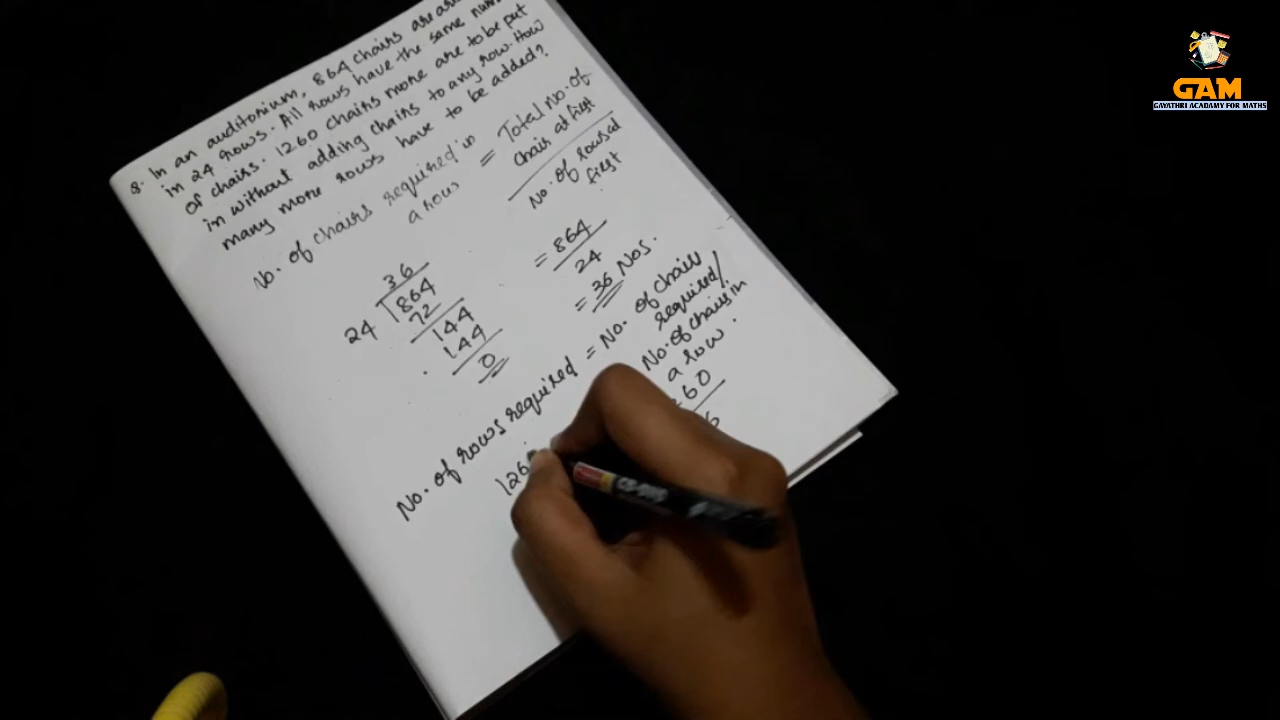 8. In an auditorium, 864 chairs are
in 24 rows. All rows have the same
of chairs. 1260 chairs more are to be put
in without adding chairs to any row. How
many more rows have to be added?
No. of chairs required in a row = Total no. of chair at first / No. of rows at first
= 864 / 24
= 36 Nos.
36
24 864
72
144
144
0
No. of rows required = No. of chairs required / No. of chairs in a row.
126
GAM
GAYATHRI ACADAMY FOR MATHS